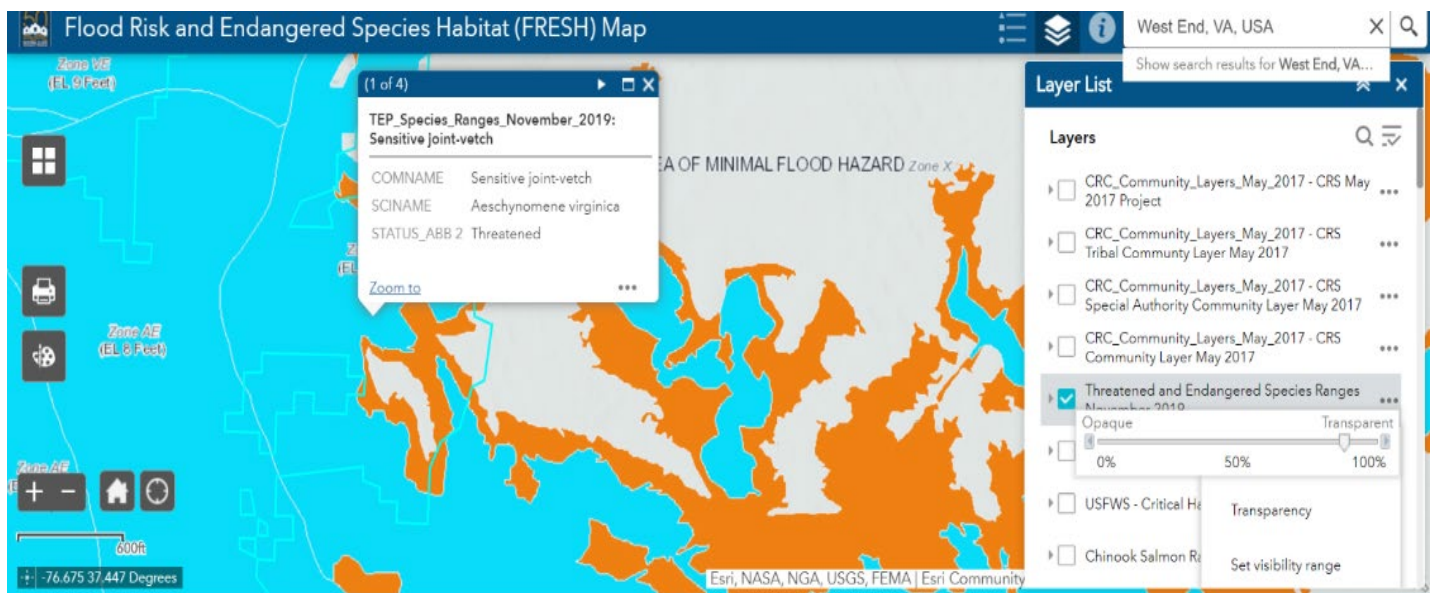 50
Flood Risk and Endangered Species Habitat (FRESH) Map
West End, VA, USA
Show search results for West End, VA...
Zone VE
(EL 9 Feet)
(1 of 4)
TEP_Species_Ranges_November_2019:
Sensitive joint-vetch
COMNAME Sensitive joint-vetch
SCINAME Aeschynomene virginica
STATUS_ABB 2 Threatened
Zoom to
EA OF MINIMAL FLOOD HAZARD Zone X
Zone AE
(EL 8 Feet)
Zone AE
600ft
-76.675 37.447 Degrees
Esri, NASA, NGA, USGS, FEMA | Esri Community
Layer List
Layers
CRC_Community_Layers_May_2017 - CRS May
2017 Project
CRC_Community_Layers_May_2017 - CRS
Tribal Communty Layer May 2017
CRC_Community_Layers_May_2017 - CRS
Special Authority Community Layer May 2017
CRC_Community_Layers_May_2017 - CRS
Community Layer May 2017
Threatened and Endangered Species Ranges
November 2019
Opaque Transparent
0% 50% 100%
USFWS - Critical Ha
Transparency
Chinook Salmon Ra
Set visibility range